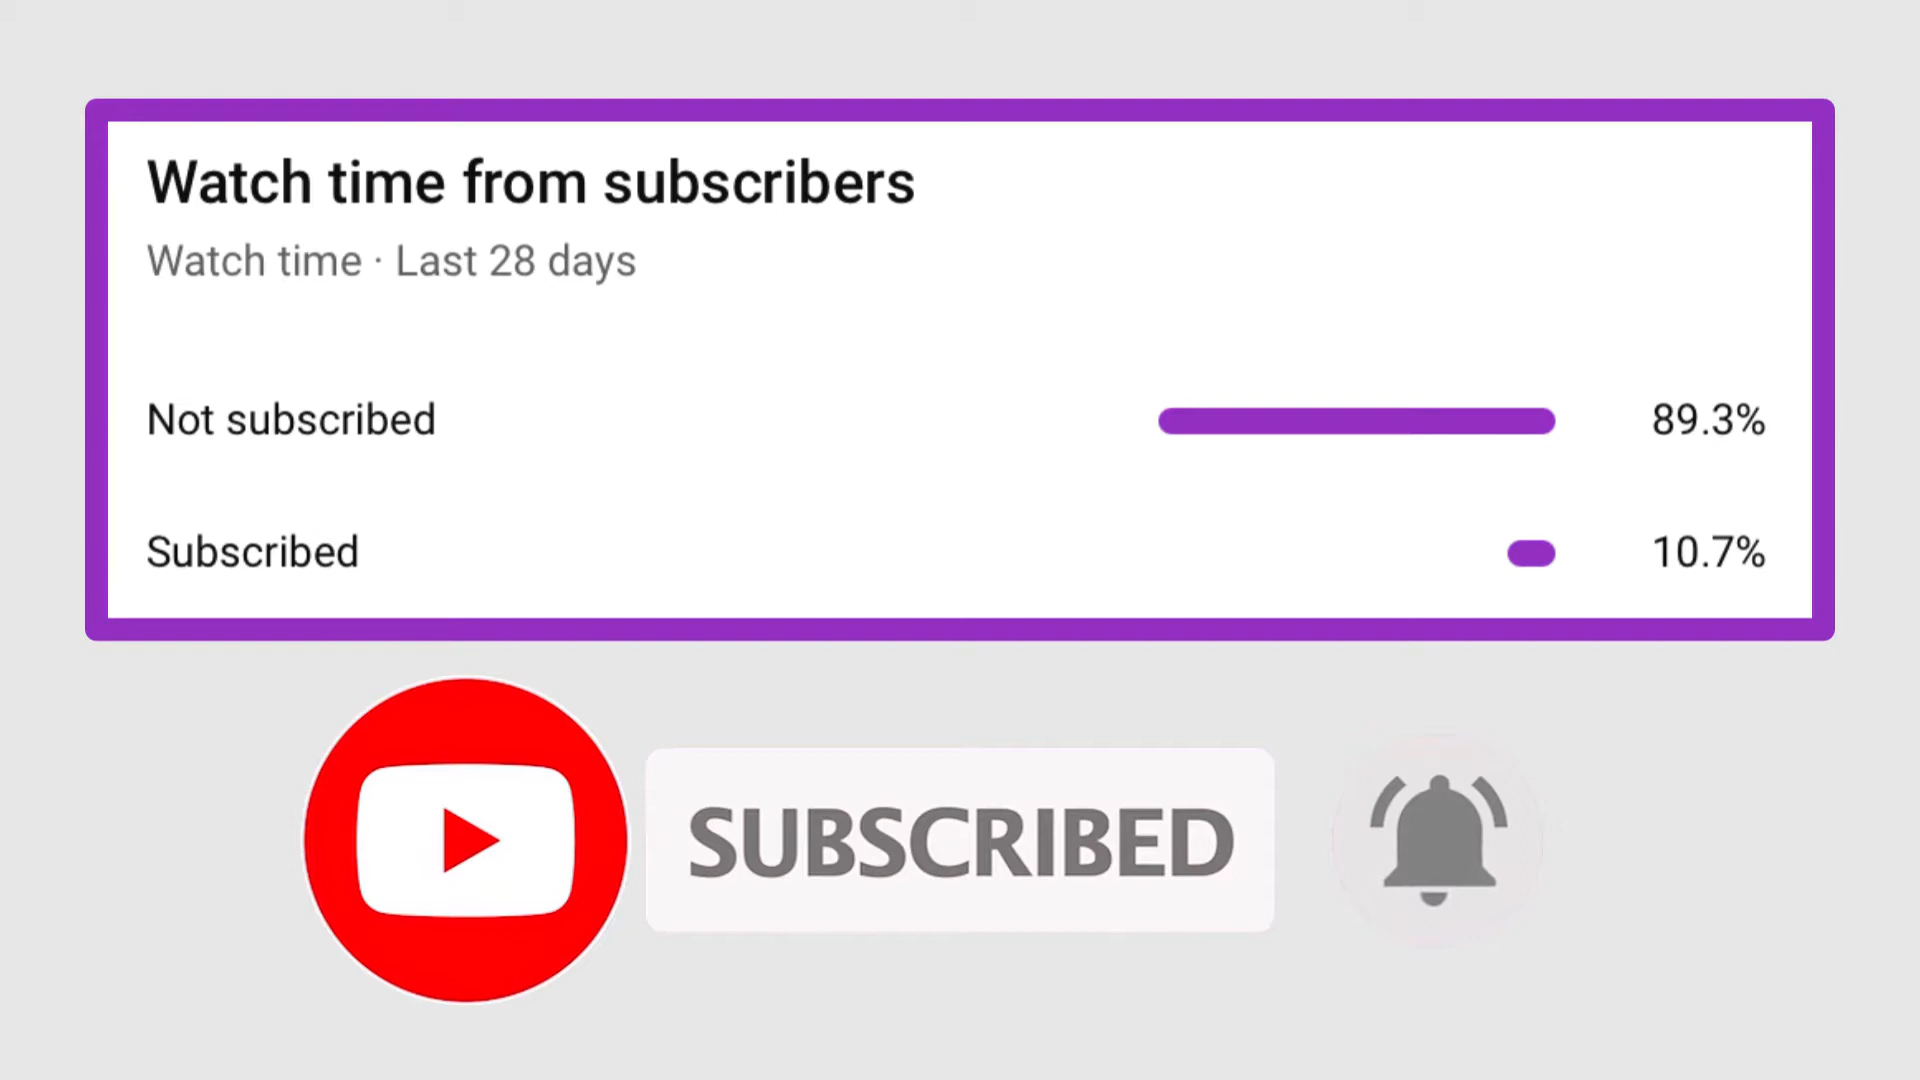 Watch time from subscribers
Watch time · Last 28 days
Not subscribed 89.3%
Subscribed 10.7%
SUBSCRIBED